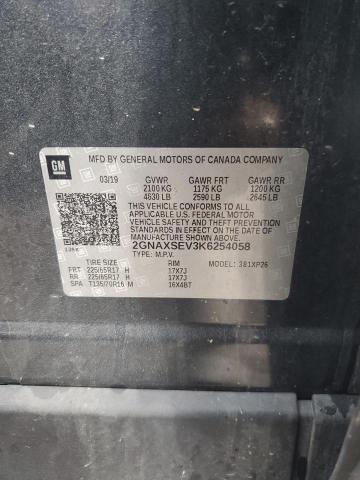 GM
MFD BY GENERAL MOTORS OF CANADA COMPANY
03/19 GVWR GAWR FRT GAWR RR
2100 KG 1175 KG 1200 KG
4630 LB 2590 LB 2645 LB
THIS VEHICLE CONFORMS TO ALL
APPLICABLE U.S. FEDERAL MOTOR
VEHICLE SAFETY AND THEFT PREVENTION
STANDARDS IN EFFECT ON THE DATE OF
MANUFACTURE SHOWN ABOVE.
2GNAXSEV3K6254058
TYPE: M.P.V. MODEL: 381XP26
TIRE SIZE RIM
FRT 225/65R17 H 17X7J
RR 225/65R17 H 17X7J
SPA T135/70R16 M 16X4BT